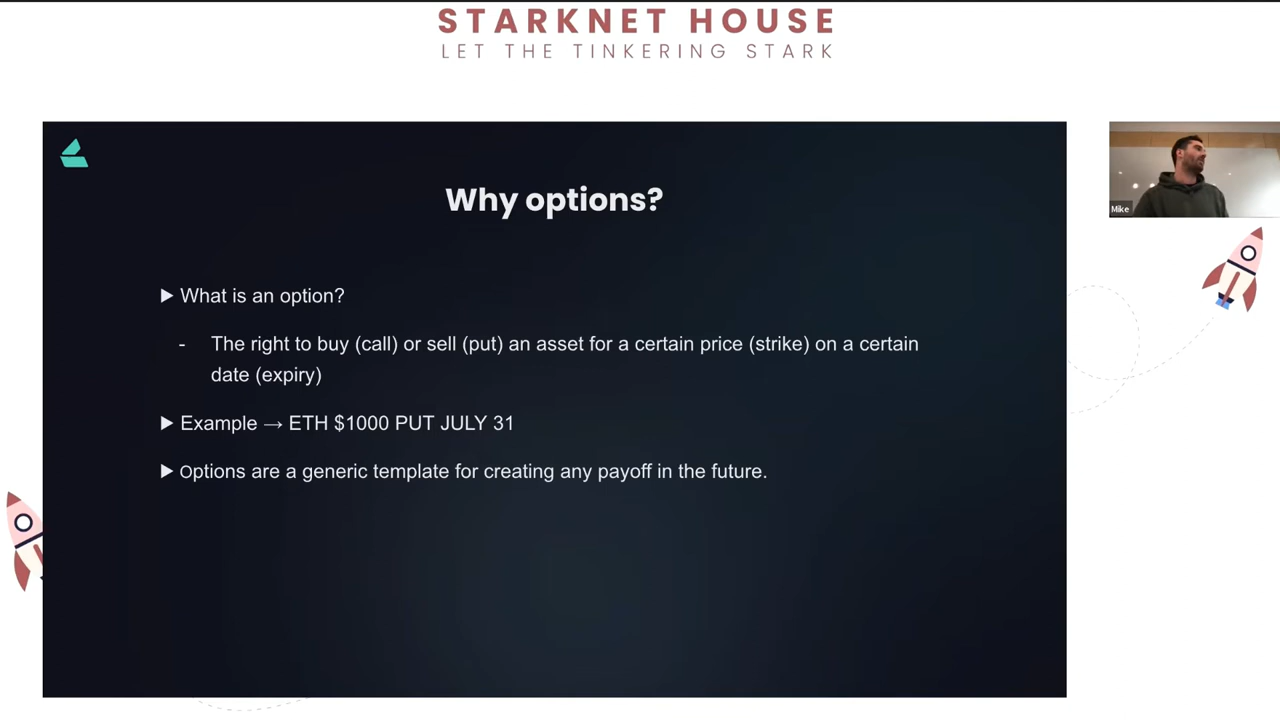 STARKNET HOUSE
LET THE TINKERING STARK
Why options?
▶ What is an option?
- The right to buy (call) or sell (put) an asset for a certain price (strike) on a certain
date (expiry)
▶ Example → ETH $1000 PUT JULY 31
▶ Options are a generic template for creating any payoff in the future.
Mike